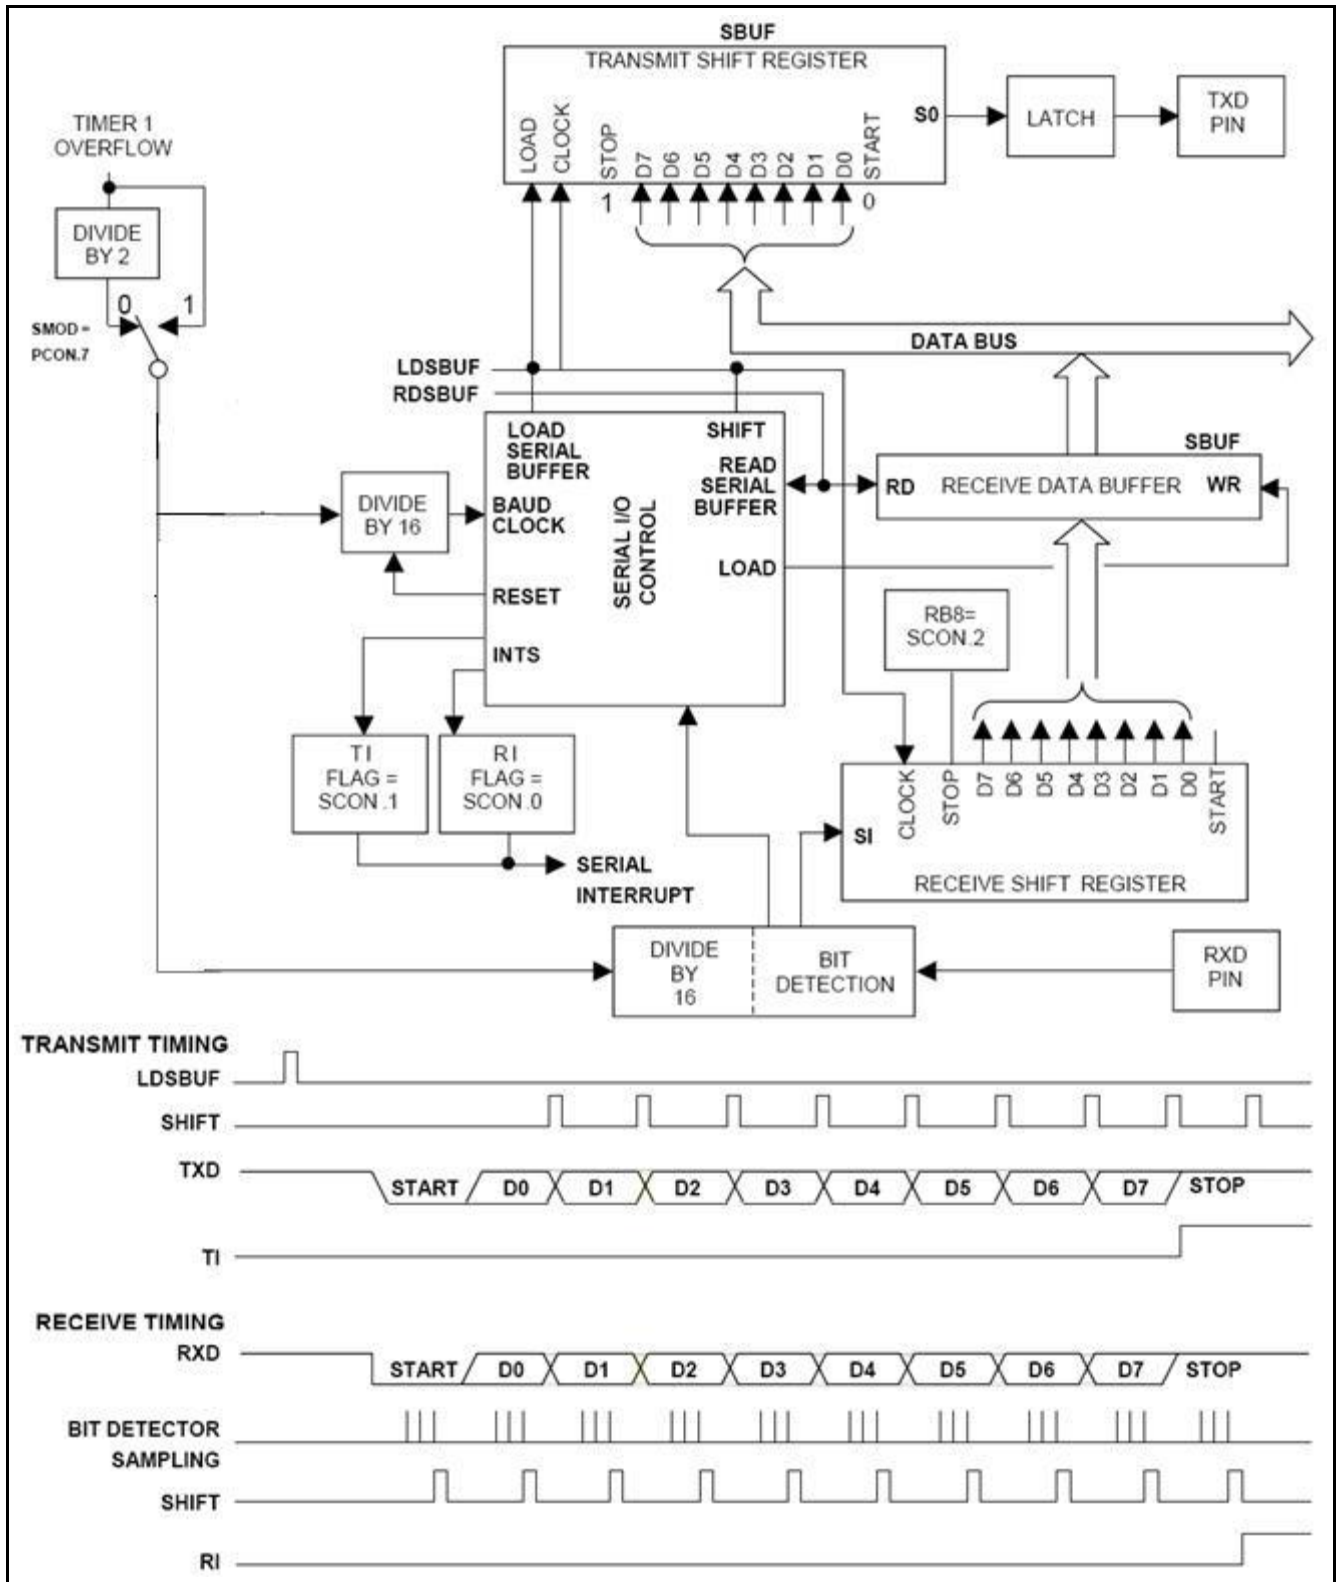 SBUF
TRANSMIT SHIFT REGISTER
LOAD
CLOCK
STOP
D7
D6
D5
D4
D3
D2
D1
D0
START
S0
1
0
LATCH
TXD
PIN
TIMER 1
OVERFLOW
DIVIDE
BY 2
0
1
SMOD =
PCON.7
DATA BUS
LDSBUF
RDSBUF
LOAD
SERIAL
BUFFER
SHIFT
READ
SERIAL
BUFFER
BAUD
CLOCK
SERIAL I/O
CONTROL
LOAD
RESET
INTS
DIVIDE
BY 16
SBUF
RD
RECEIVE DATA BUFFER
WR
RB8=
SCON.2
TI
FLAG =
SCON.1
RI
FLAG =
SCON.0
SERIAL
INTERRUPT
SI
CLOCK
STOP
D7
D6
D5
D4
D3
D2
D1
D0
START
RECEIVE SHIFT REGISTER
DIVIDE
BY
16
BIT
DETECTION
RXD
PIN
TRANSMIT TIMING
LDSBUF
SHIFT
TXD
START D0 D1 D2 D3 D4 D5 D6 D7 STOP
TI
RECEIVE TIMING
RXD
START D0 D1 D2 D3 D4 D5 D6 D7 STOP
BIT DETECTOR
SAMPLING
SHIFT
RI